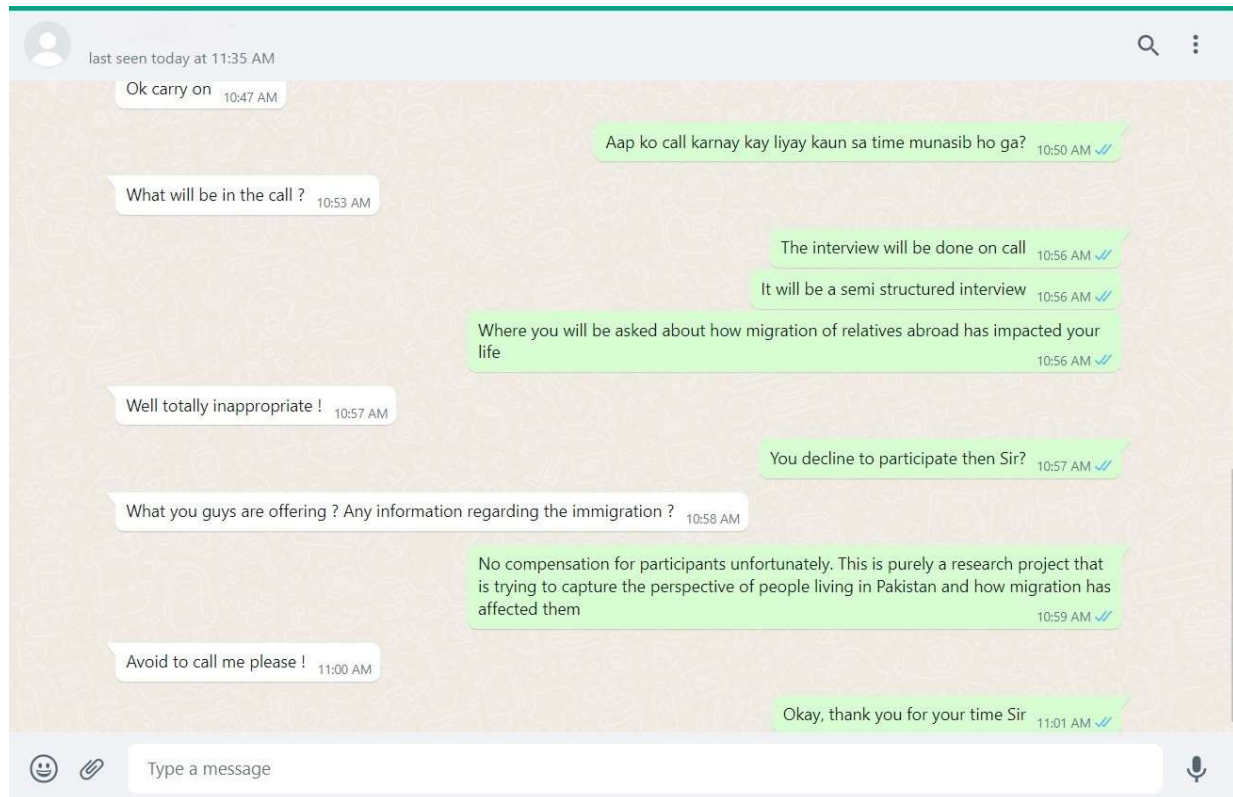 last seen today at 11:35 AM
Ok carry on 10:47 AM
Aap ko call karnay kay liyay kaun sa time munasib ho ga? 10:50 AM
What will be in the call ? 10:53 AM
The interview will be done on call 10:56 AM
It will be a semi structured interview 10:56 AM
Where you will be asked about how migration of relatives abroad has impacted your
life
10:56 AM
Well totally inappropriate ! 10:57 AM
You decline to participate then Sir? 10:57 AM
What you guys are offering ? Any information regarding the immigration ? 10:58 AM
No compensation for participants unfortunately. This is purely a research project that
is trying to capture the perspective of people living in Pakistan and how migration has
affected them
10:59 AM
Avoid to call me please ! 11:00 AM
Okay, thank you for your time Sir 11:01 AM
Type a message